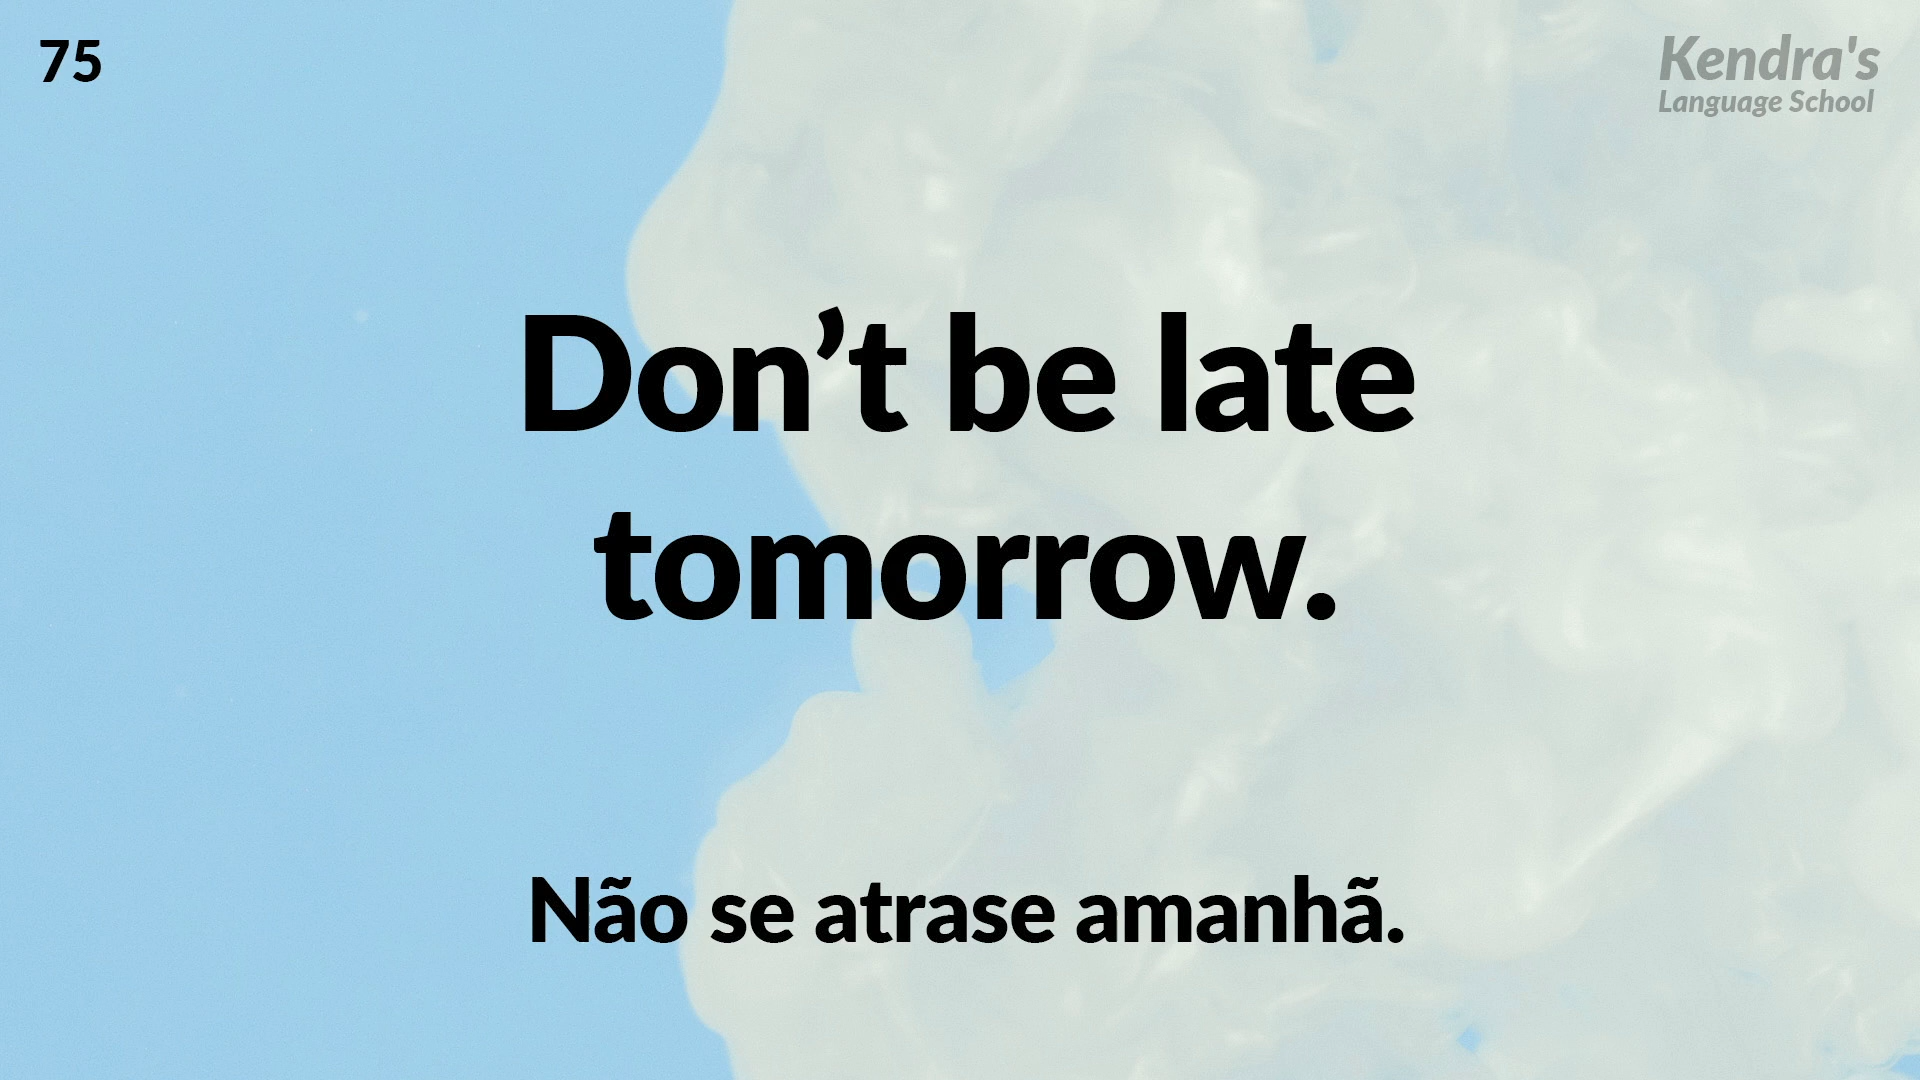 75
Kendra's
Language School
Don’t be late
tomorrow.
Não se atrase amanhã.